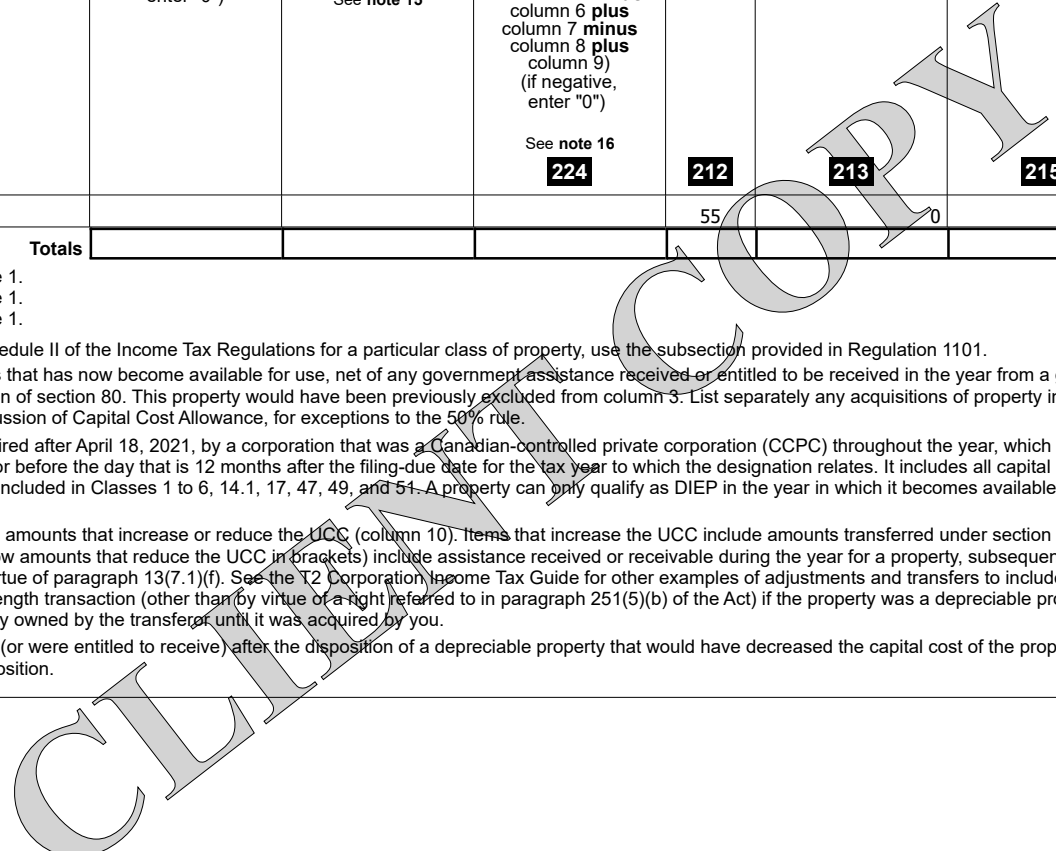 enter "0")
See note 15
column 6 plus
column 7 minus
column 8 plus
column 9)
(if negative,
enter "0")
See note 16
224 212 213 215
55 0
Totals
e 1.
e 1.
e 1.
edule II of the Income Tax Regulations for a particular class of property, use the subsection provided in Regulation 1101.
s that has now become available for use, net of any government assistance received or entitled to be received in the year from a
n of section 80. This property would have been previously excluded from column 3. List separately any acquisitions of property in
ussion of Capital Cost Allowance, for exceptions to the 50% rule.
ired after April 18, 2021, by a corporation that was a Canadian-controlled private corporation (CCPC) throughout the year, which
or before the day that is 12 months after the filing-due date for the tax year to which the designation relates. It includes all capital
included in Classes 1 to 6, 14.1, 17, 47, 49, and 51. A property can only qualify as DIEP in the year in which it becomes available
amounts that increase or reduce the UCC (column 10). Items that increase the UCC include amounts transferred under section
ow amounts that reduce the UCC in brackets) include assistance received or receivable during the year for a property, subsequen
rtue of paragraph 13(7.1)(f). See the T2 Corporation Income Tax Guide for other examples of adjustments and transfers to include
ength transaction (other than by virtue of a right referred to in paragraph 251(5)(b) of the Act) if the property was a depreciable pro
y owned by the transferor until it was acquired by you.
(or were entitled to receive) after the disposition of a depreciable property that would have decreased the capital cost of the prop
osition.
CLIENT COPY